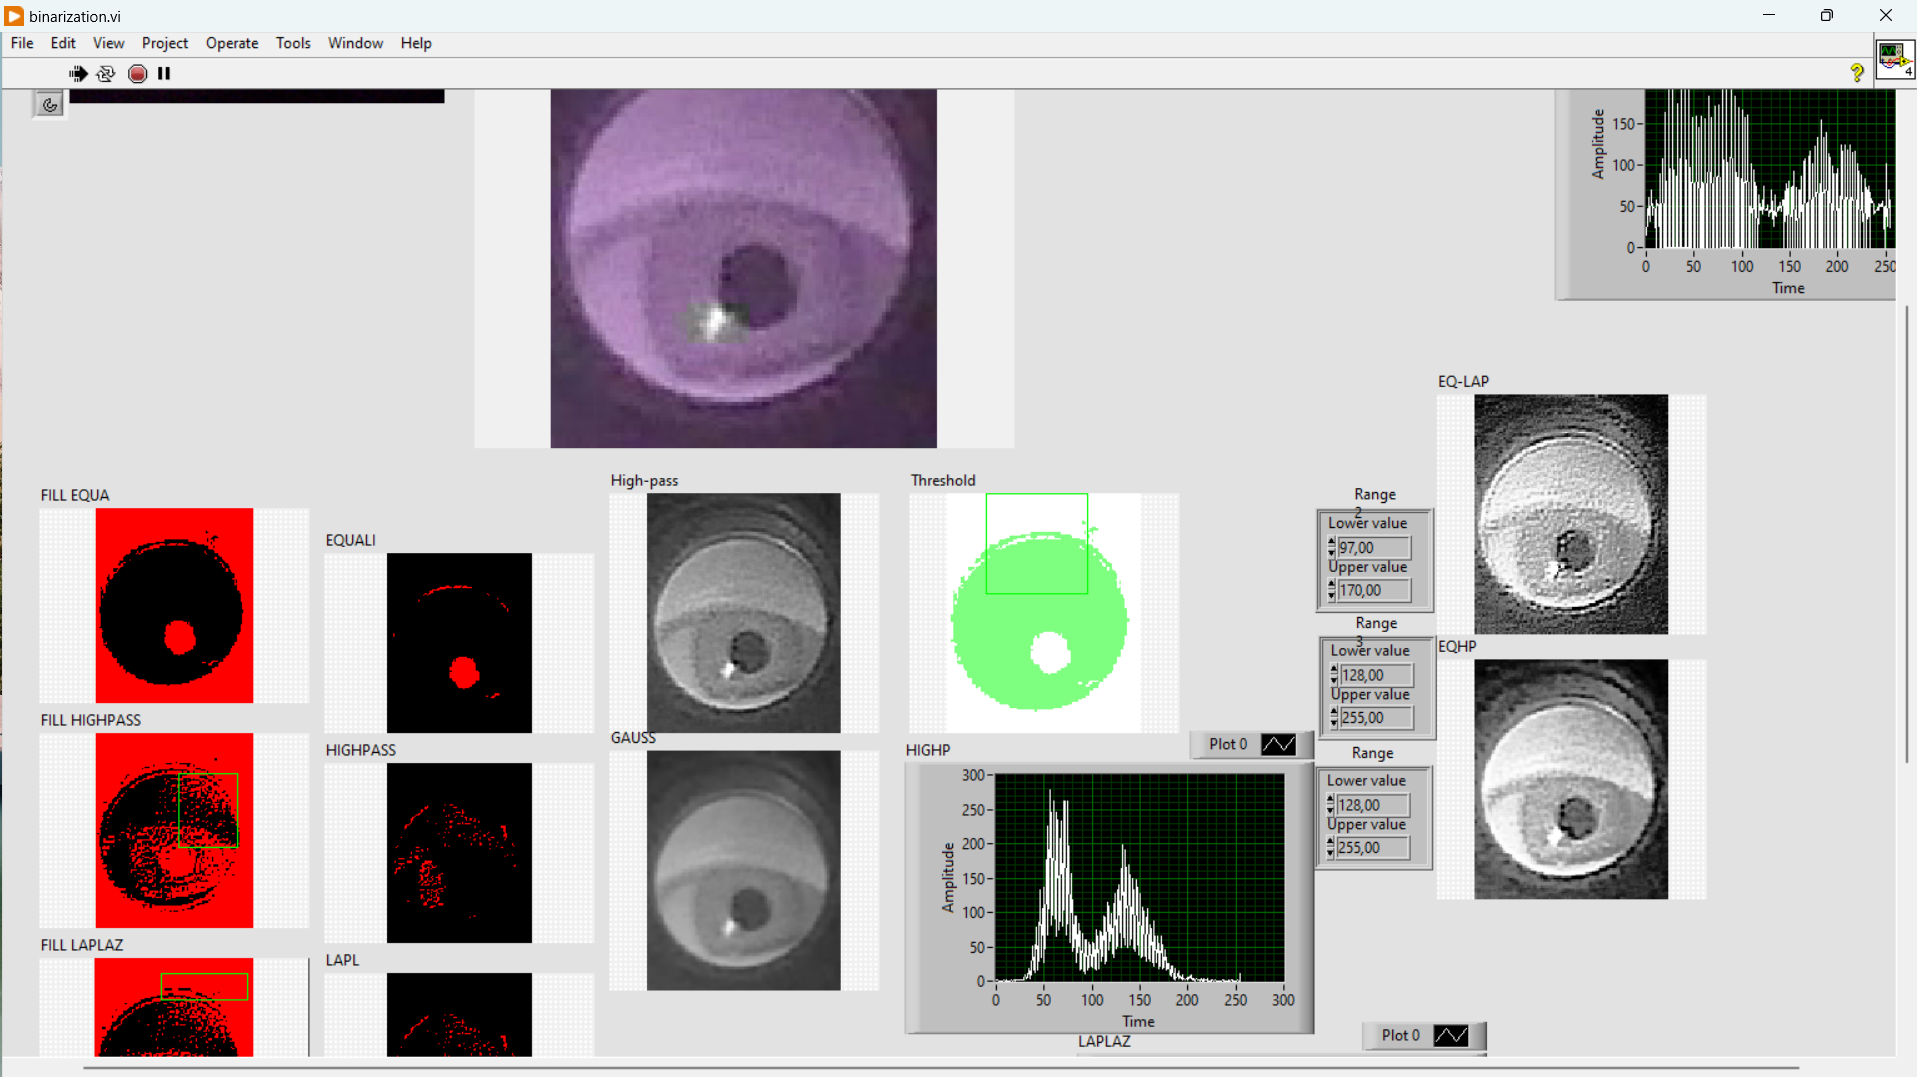 binarization.vi
File Edit View Project Operate Tools Window Help
4
Amplitude
150
100
50
0
0 50 100 150 200 250
Time
EQ-LAP
High-pass
Threshold
FILL EQUA
Range
2
Lower value
97,00
Upper value
170,00
EQUALI
Range
3
Lower value
128,00
Upper value
255,00
EQHP
FILL HIGHPASS
GAUSS
HIGHPASS
HIGHP
Plot 0
Range
Lower value
128,00
Upper value
255,00
Amplitude
300
250
200
150
100
50
0
0 50 100 150 200 250 300
Time
FILL LAPLAZ
LAPL
LAPLAZ
Plot 0